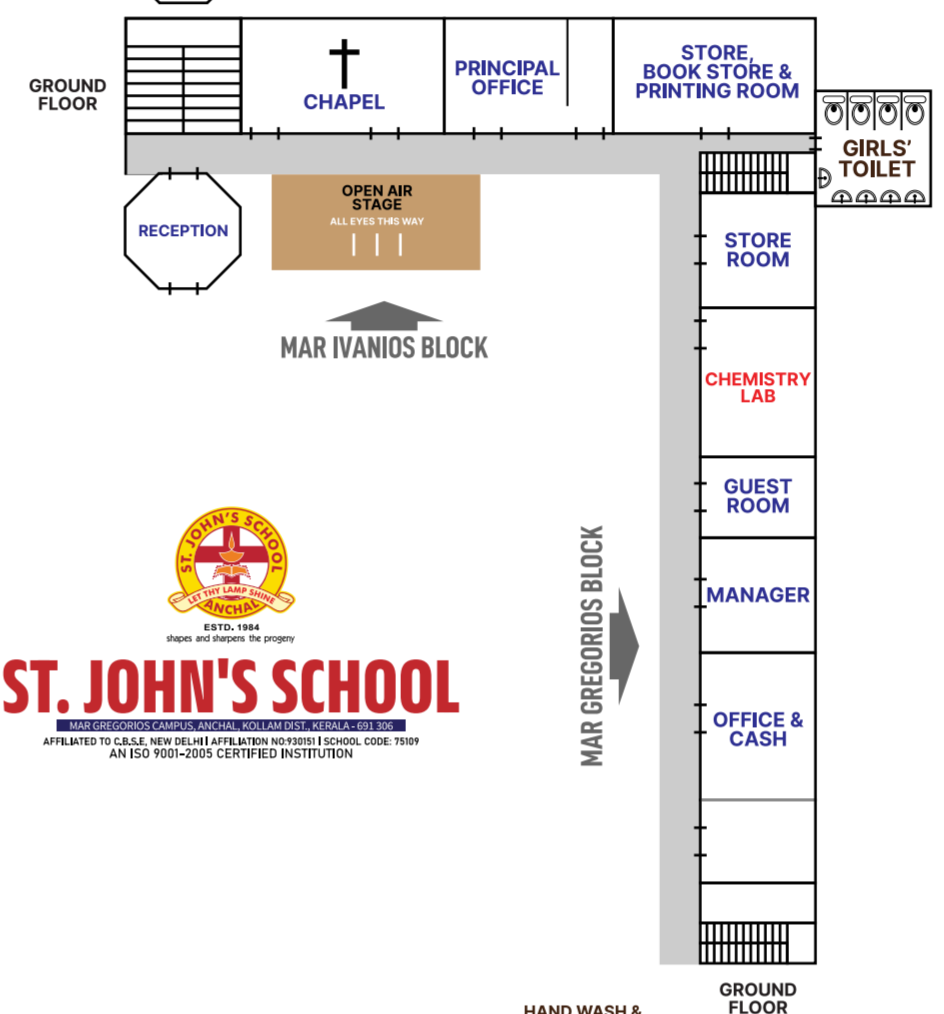 GROUND
FLOOR
CHAPEL
PRINCIPAL
OFFICE
STORE,
BOOK STORE &
PRINTING ROOM
GIRLS'
TOILET
RECEPTION
OPEN AIR
STAGE
ALL EYES THIS WAY
MAR IVANIOS BLOCK
STORE
ROOM
CHEMISTRY
LAB
GUEST
ROOM
MANAGER
OFFICE &
CASH
MAR GREGORIOS BLOCK
ST. JOHN'S SCHOOL
LET THY LAMP SHINE
ANCHAL
ESTD. 1984
shapes and sharpens the progeny
ST. JOHN'S SCHOOL
MAR GREGORIOS CAMPUS, ANCHAL, KOLLAM DIST., KERALA - 691 306
AFFILIATED TO C.B.S.E, NEW DELHI | AFFILIATION NO:930151 | SCHOOL CODE: 75109
AN ISO 9001-2005 CERTIFIED INSTITUTION
GROUND
FLOOR
HAND WASH &